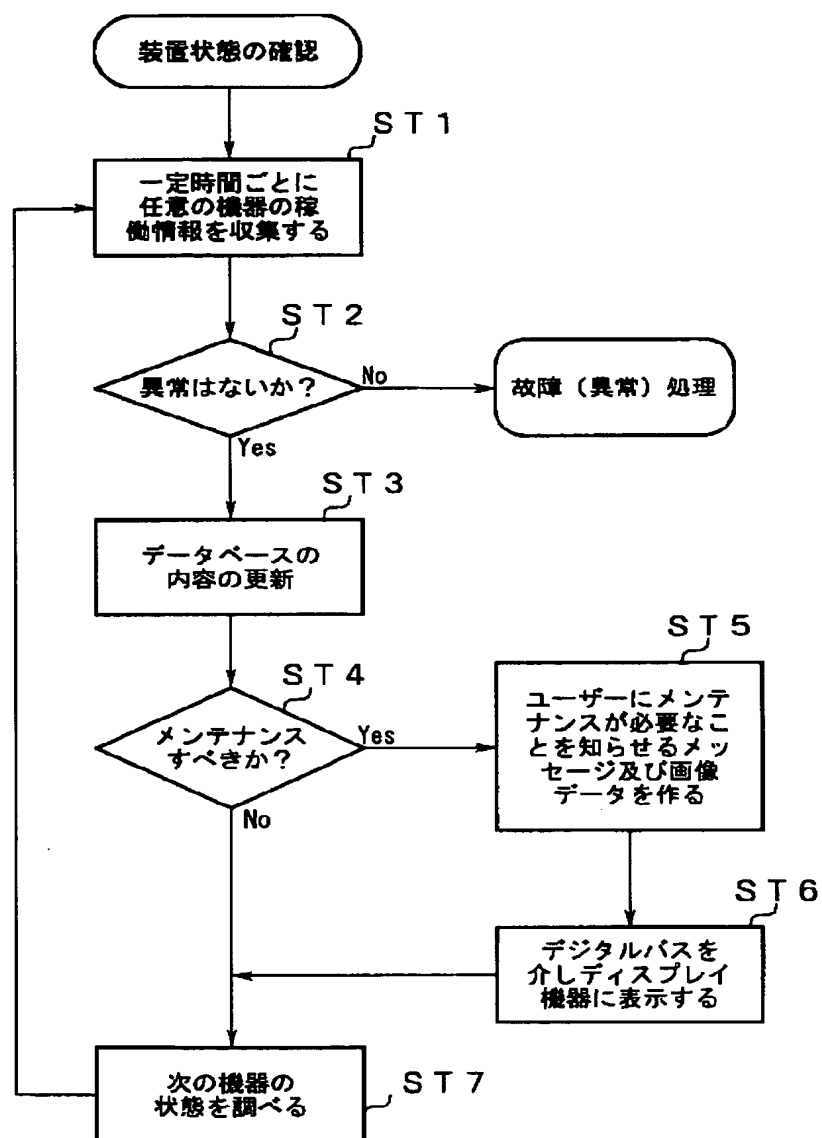 装置状態の確認
ST1
一定時間ごとに
任意の機器の稼
働情報を収集する
ST2
異常はないか?
No
故障(異常)処理
Yes
ST3
データベースの
内容の更新
ST4
メンテナンス
すべきか?
Yes
No
ST5
ユーザーにメンテ
ナンスが必要なこ
とを知らせるメッ
セージ及び画像
データを作る
ST6
デジタルバスを
介しディスプレイ
機器に表示する
次の機器の
状態を調べる
ST7